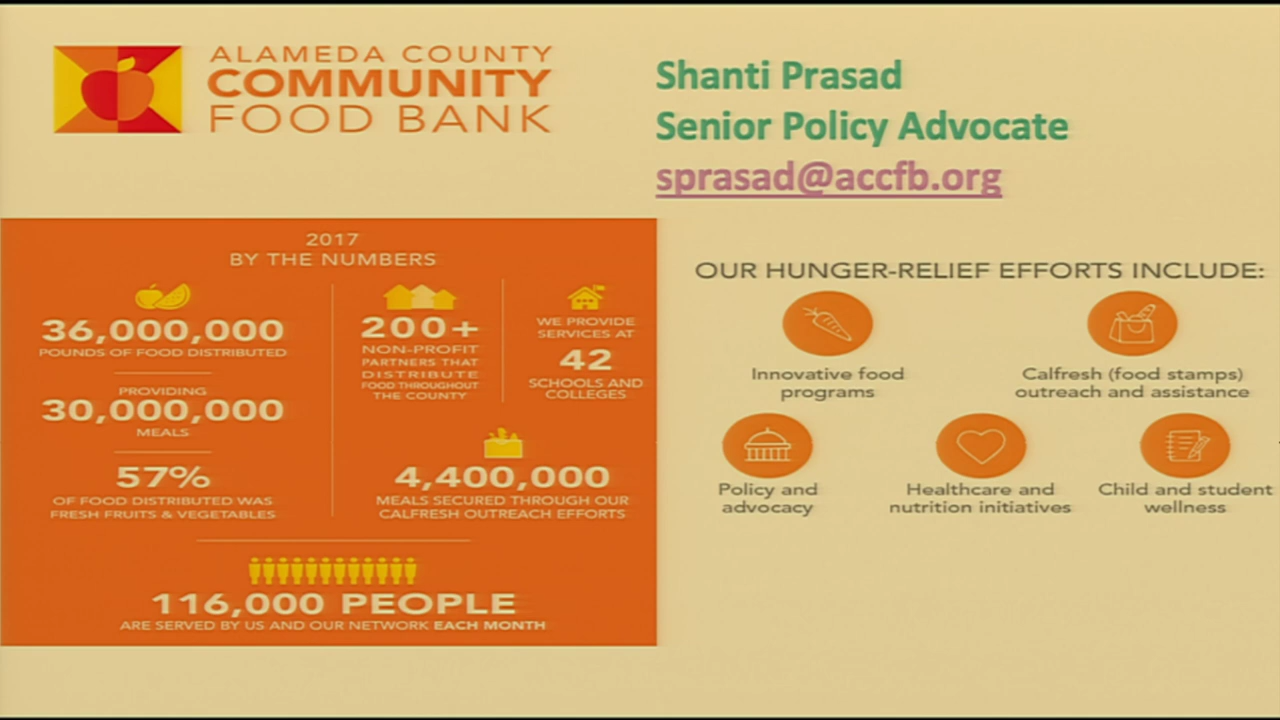 ALAMEDA COUNTY
COMMUNITY
FOOD BANK
Shanti Prasad
Senior Policy Advocate
sprasad@accfb.org
2017
BY THE NUMBERS
36,000,000
POUNDS OF FOOD DISTRIBUTED
PROVIDING
30,000,000
MEALS
57%
OF FOOD DISTRIBUTED WAS
FRESH FRUITS & VEGETABLES
200+
NON-PROFIT
PARTNERS THAT
DISTRIBUTE
FOOD THROUGHOUT
THE COUNTY
WE PROVIDE
SERVICES AT
42
SCHOOLS AND
COLLEGES
4,400,000
MEALS SECURED THROUGH OUR
CALFRESH OUTREACH EFFORTS
116,000 PEOPLE
ARE SERVED BY US AND OUR NETWORK EACH MONTH
OUR HUNGER-RELIEF EFFORTS INCLUDE:
Innovative food
programs
Calfresh (food stamps)
outreach and assistance
Policy and
advocacy
Healthcare and
nutrition initiatives
Child and student
wellness